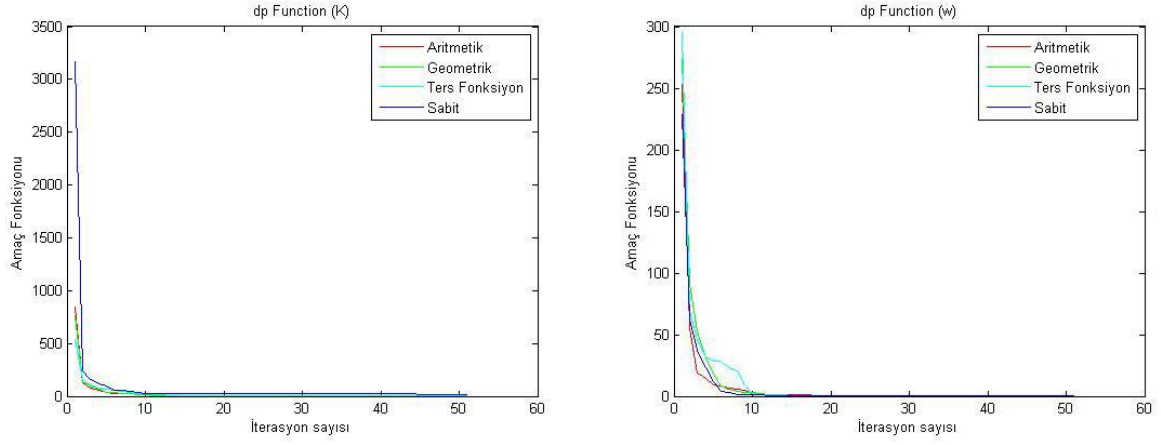 dp Function (K)
3500
3000
2500
2000
1500
1000
500
0
Amaç Fonksiyonu
Aritmetik
Geometrik
Ters Fonksiyon
Sabit
0 10 20 30 40 50 60
İterasyon sayısı
dp Function (w)
300
250
200
150
100
50
0
Amaç Fonksiyonu
Aritmetik
Geometrik
Ters Fonksiyon
Sabit
0 10 20 30 40 50 60
İterasyon sayısı